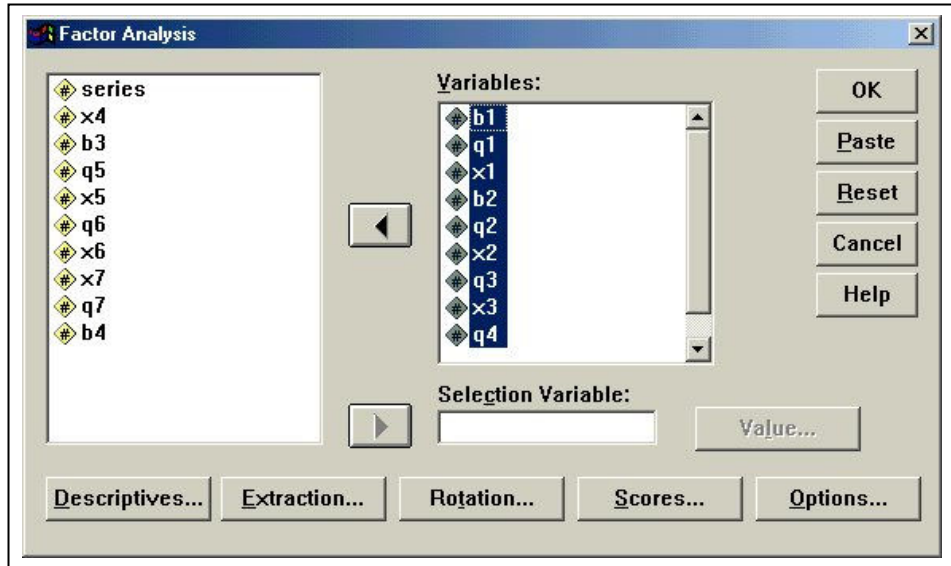 Factor Analysis
series
x4
b3
q5
x5
q6
x6
x7
q7
b4
Variables:
b1
q1
x1
b2
q2
x2
q3
x3
q4
Selection Variable:
Value...
OK
Paste
Reset
Cancel
Help
Descriptives...
Extraction...
Rotation...
Scores...
Options...